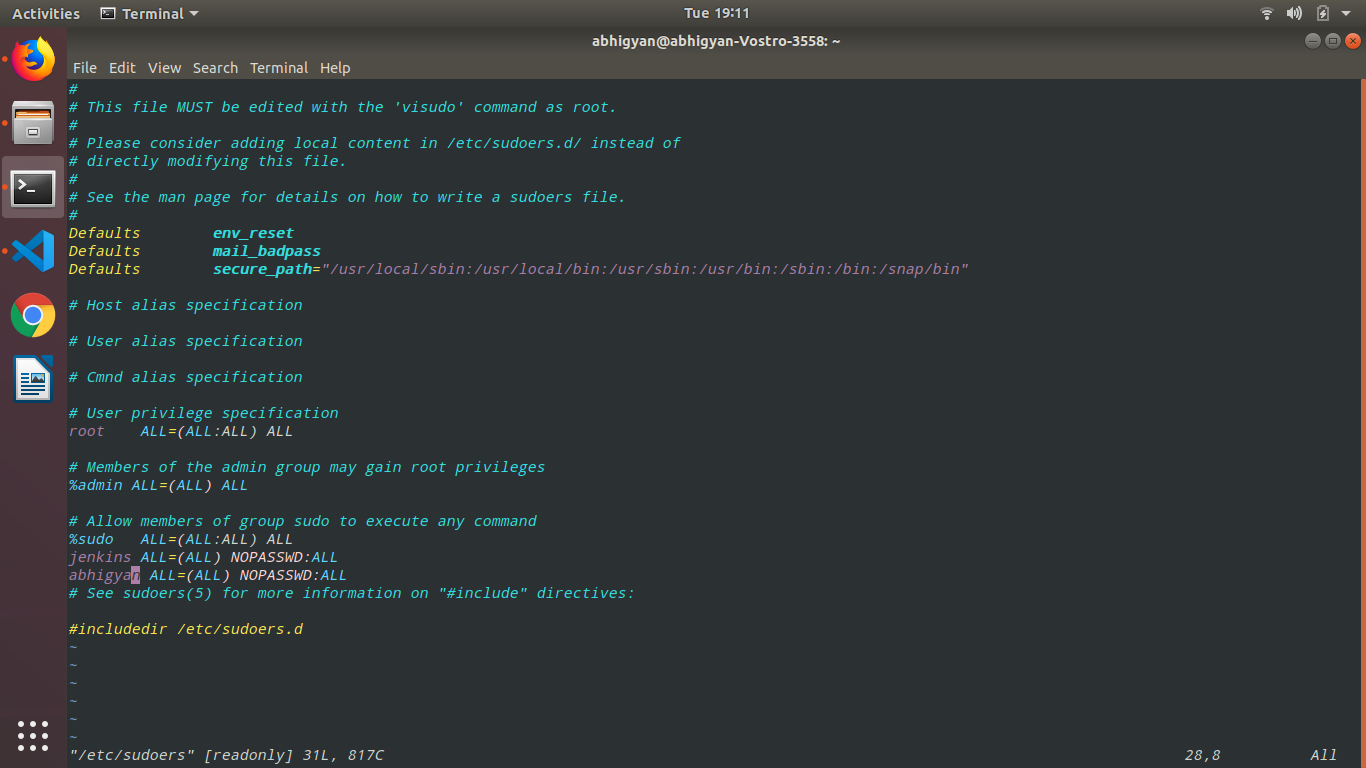 Activities Terminal Tue 19:11
abhigyan@abhigyan-Vostro-3558: ~
File Edit View Search Terminal Help
#
# This file MUST be edited with the 'visudo' command as root.
#
# Please consider adding local content in /etc/sudoers.d/ instead of
# directly modifying this file.
#
# See the man page for details on how to write a sudoers file.
#
Defaults env_reset
Defaults mail_badpass
Defaults secure_path="/usr/local/sbin:/usr/local/bin:/usr/sbin:/usr/bin:/sbin:/bin:/snap/bin"
# Host alias specification
# User alias specification
# Cmnd alias specification
# User privilege specification
root ALL=(ALL:ALL) ALL
# Members of the admin group may gain root privileges
%admin ALL=(ALL) ALL
# Allow members of group sudo to execute any command
%sudo ALL=(ALL:ALL) ALL
jenkins ALL=(ALL) NOPASSWD:ALL
abhigyan ALL=(ALL) NOPASSWD:ALL
# See sudoers(5) for more information on "#include" directives:
#includedir /etc/sudoers.d
~
~
~
~
~
~
"/etc/sudoers" [readonly] 31L, 817C 28,8 All